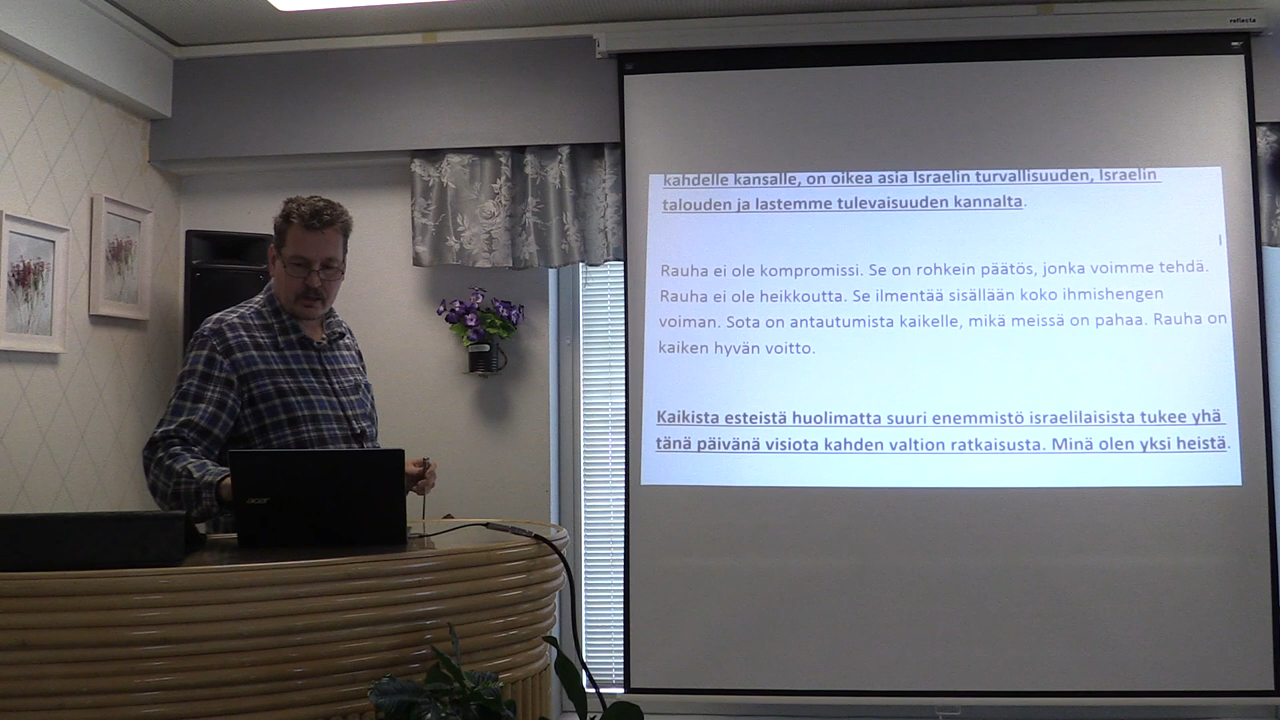 reflecta
kahdelle kansalle, on oikea asia Israelin turvallisuuden, Israelin
talouden ja lastemme tulevaisuuden kannalta.
Rauha ei ole kompromissi. Se on rohkein päätös, jonka voimme tehdä.
Rauha ei ole heikkoutta. Se ilmentää sisällään koko ihmishengen
voiman. Sota on antautumista kaikelle, mikä meissä on pahaa. Rauha on
kaiken hyvän voitto.
Kaikista esteistä huolimatta suuri enemmistö israelilaisista tukee yhä
tänä päivänä visiota kahden valtion ratkaisusta. Minä olen yksi heistä.
acer